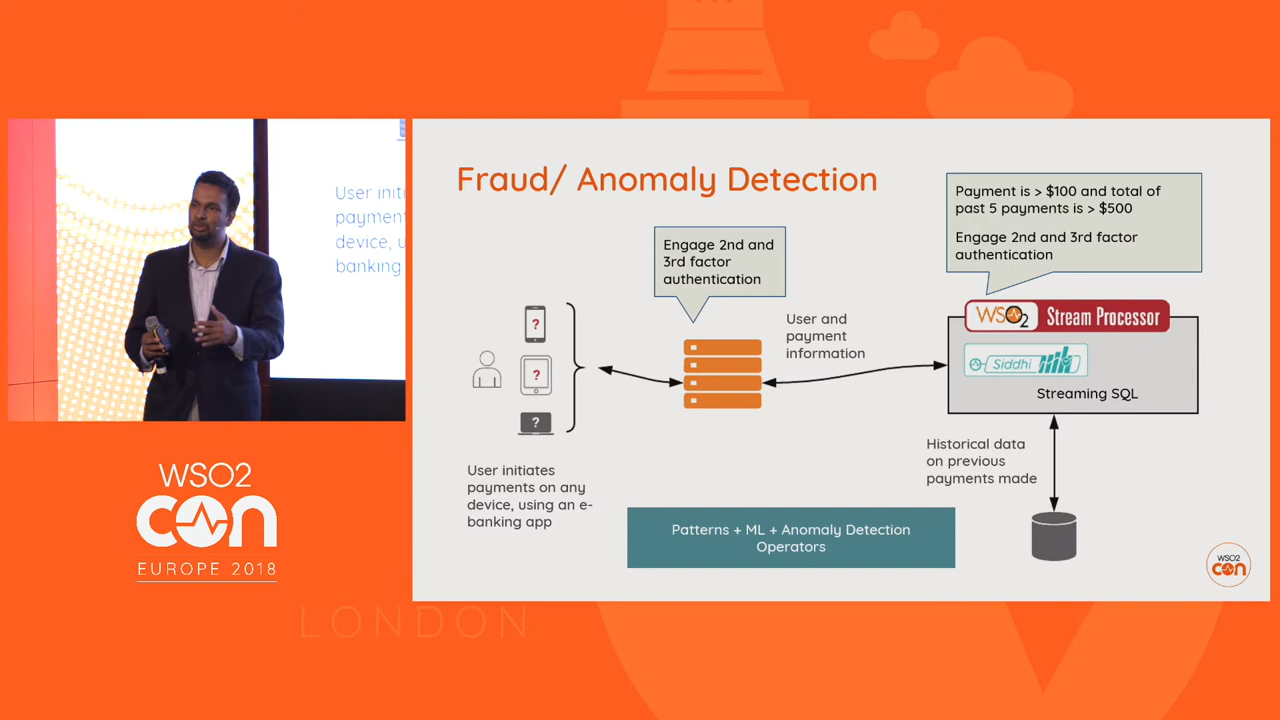 User initi
payment
device, u
banking
WSO2
CON
EUROPE 2018
LONDON
Fraud/ Anomaly Detection
Payment is > $100 and total of
past 5 payments is > $500
Engage 2nd and 3rd factor
authentication
Engage 2nd and
3rd factor
authentication
User and
payment
information
WSO2 Stream Processor
Siddhi
Streaming SQL
?
?
?
User initiates
payments on any
device, using an e-
banking app
Historical data
on previous
payments made
Patterns + ML + Anomaly Detection
Operators
WSO2
CON